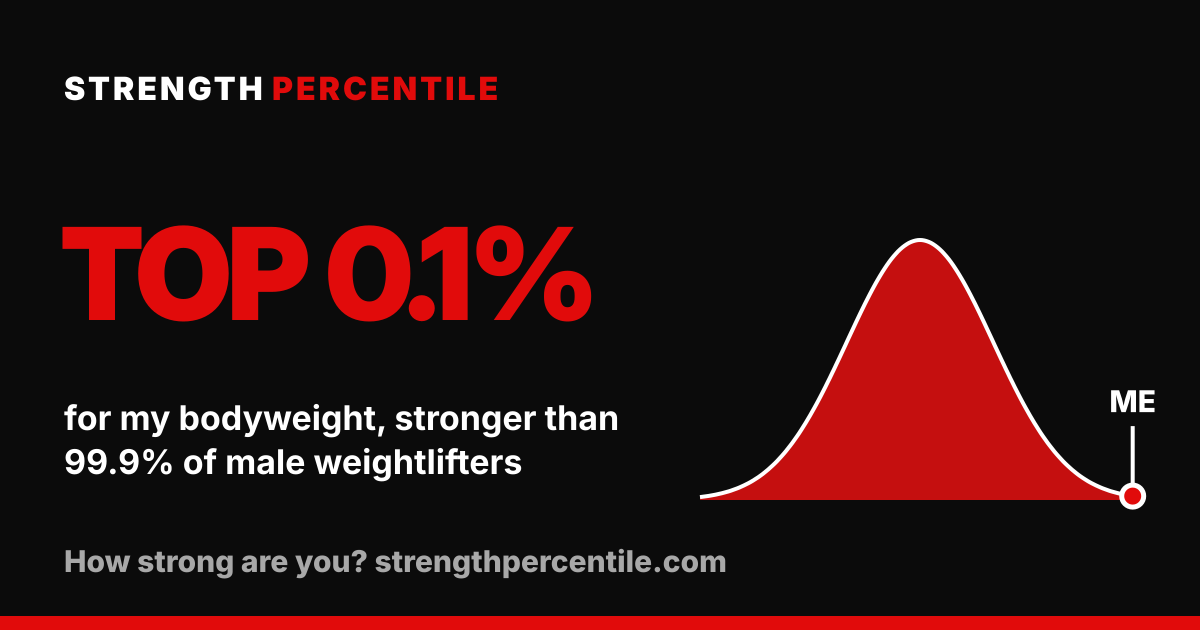 STRENGTH PERCENTILE
TOP 0.1%
for my bodyweight, stronger than
99.9% of male weightlifters
ME
How strong are you? strengthpercentile.com